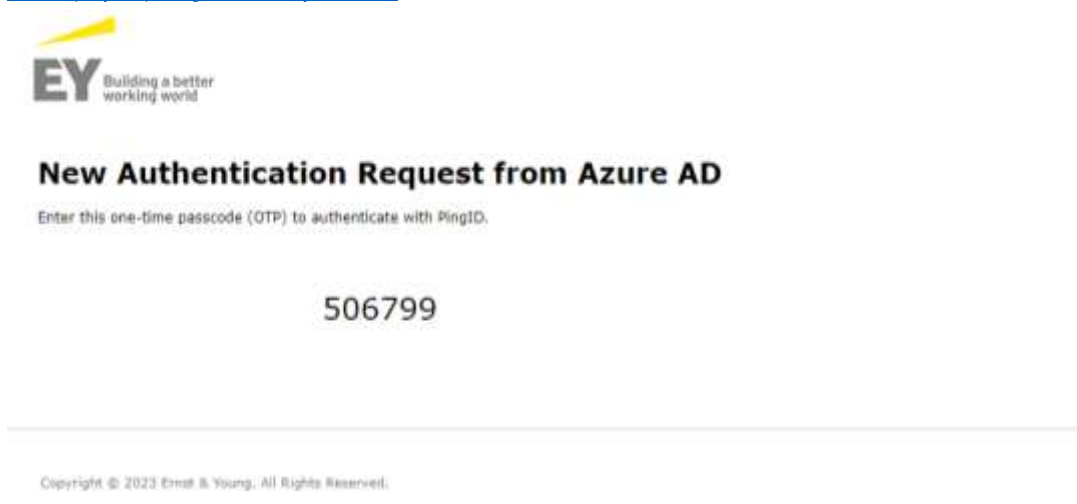 EY Building a better
working world
New Authentication Request from Azure AD
Enter this one-time passcode (OTP) to authenticate with PingID.
506799
Copyright © 2023 Ernst & Young. All Rights Reserved.